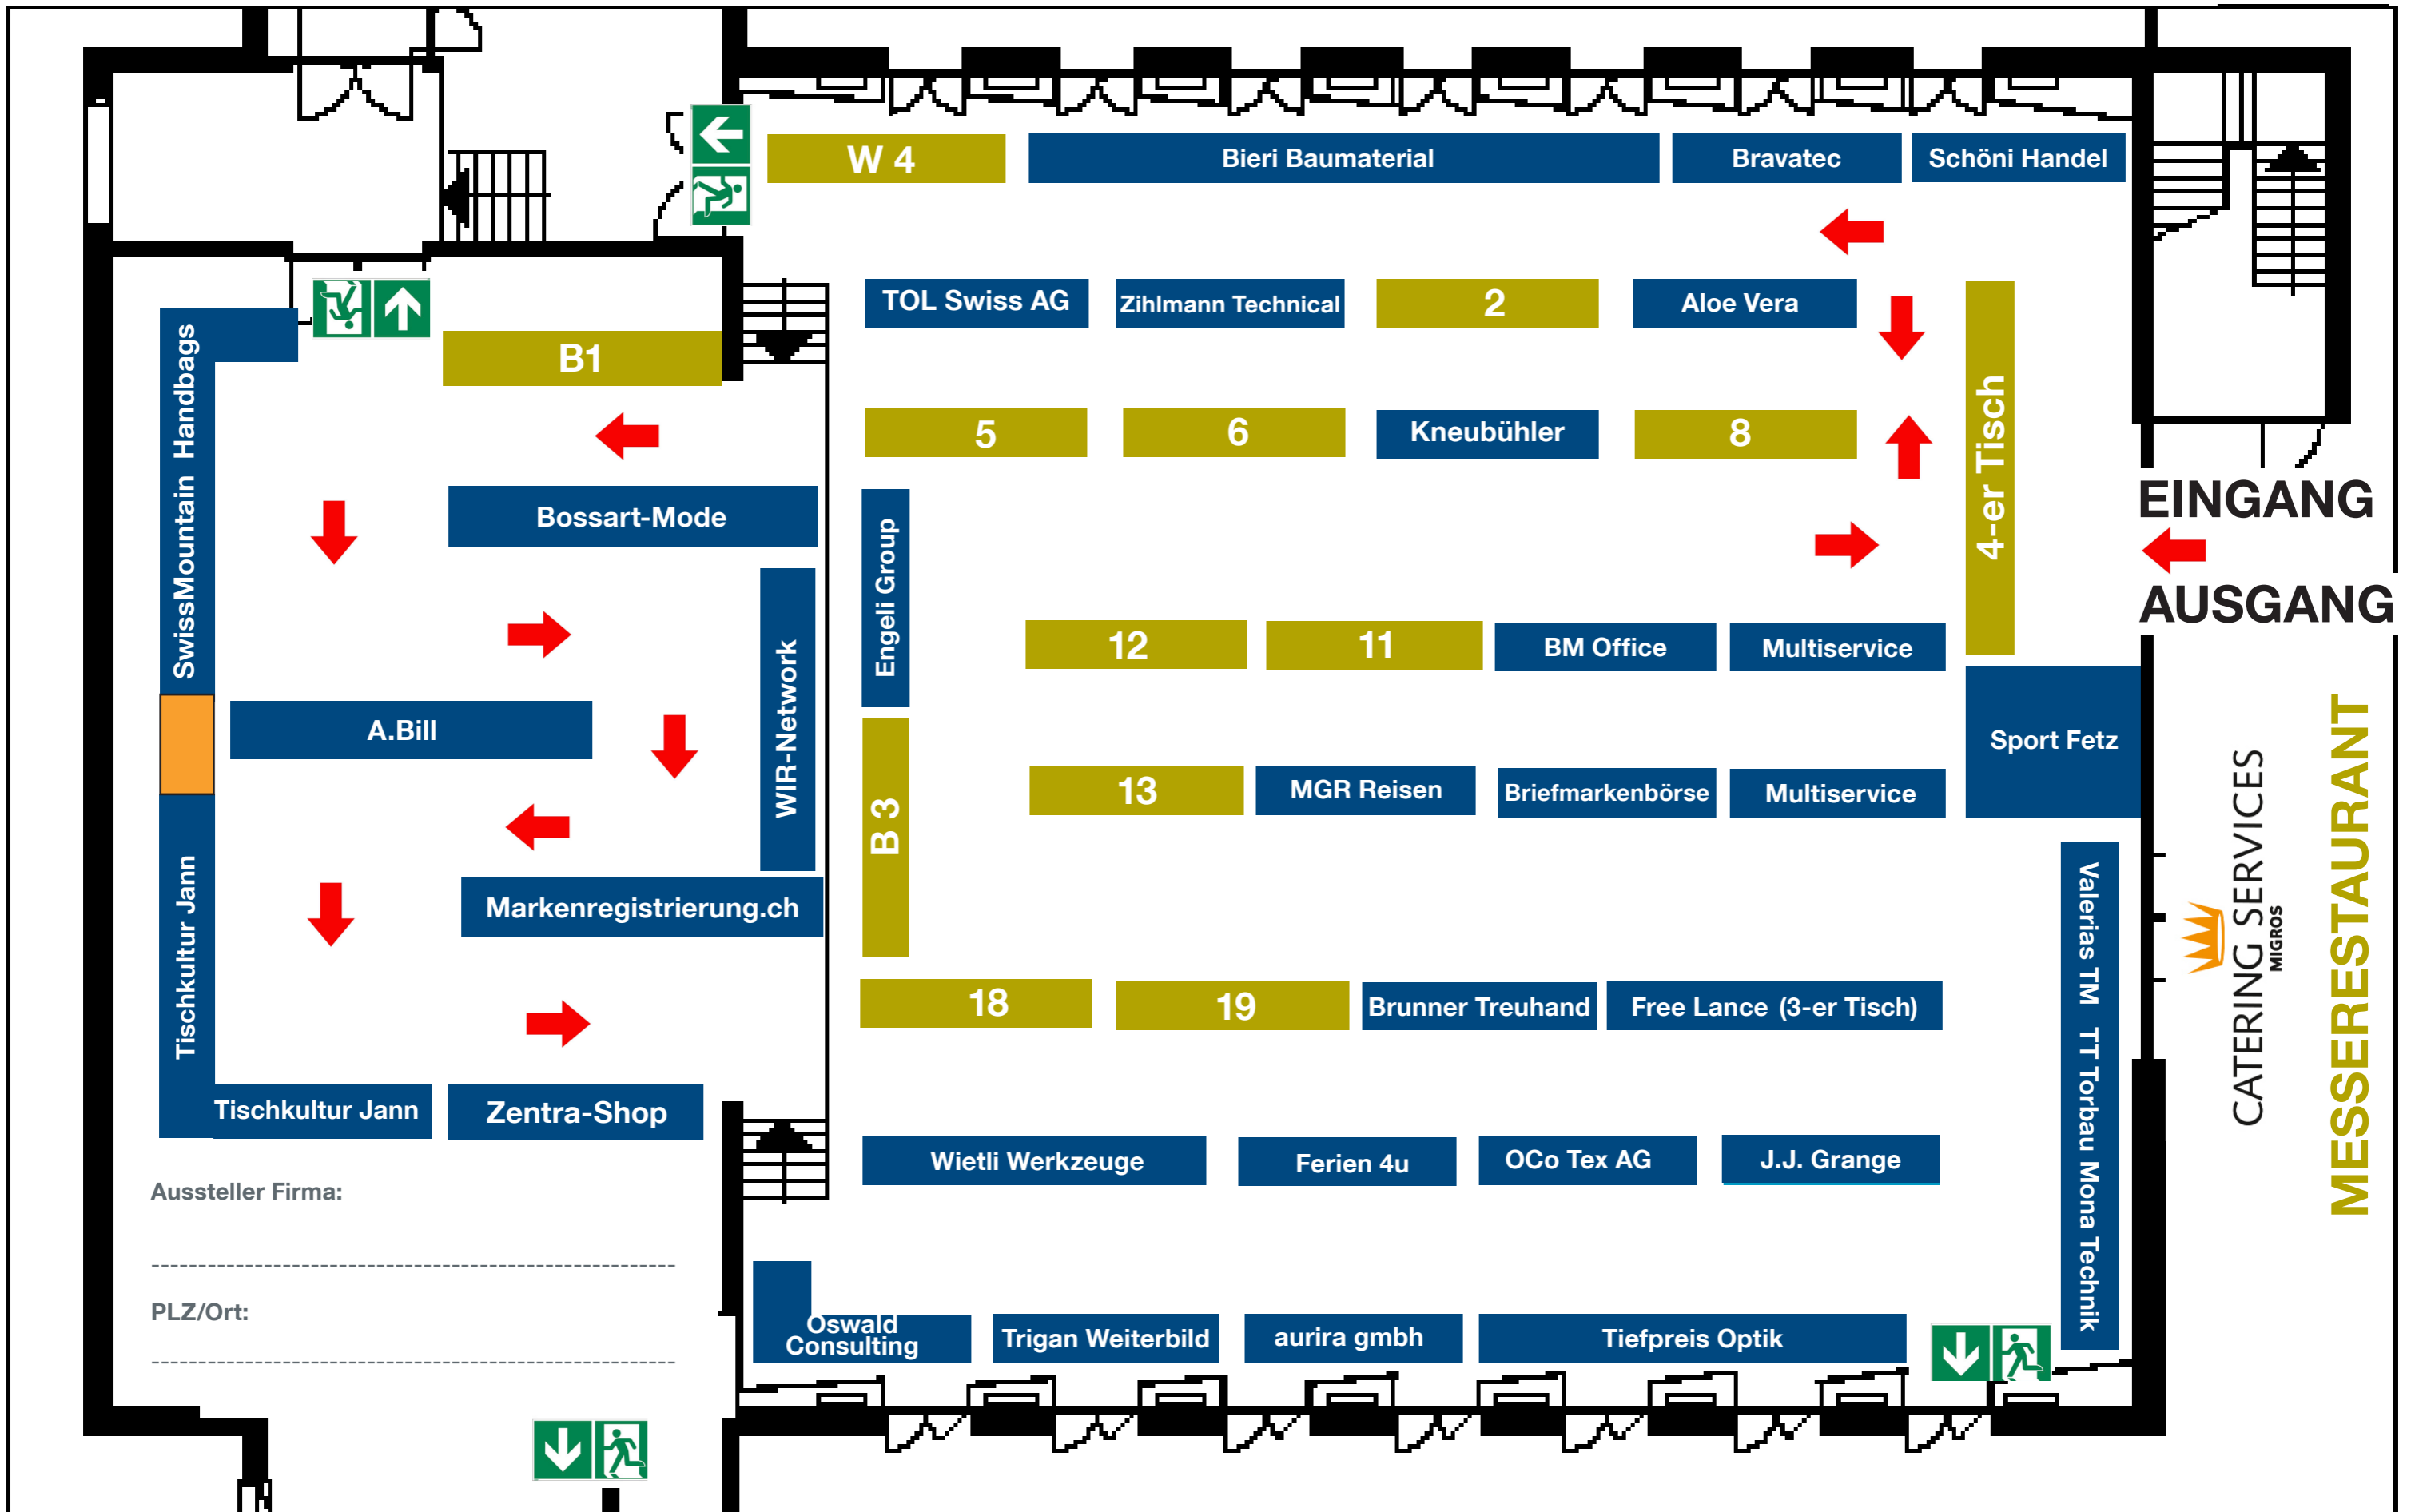 W 4
Bieri Baumaterial
Bravatec
Schöni Handel
TOL Swiss AG
Zihlmann Technical
2
Aloe Vera
SwissMountain Handbags
B1
4-er Tisch
5
6
Kneubühler
8
EINGANG
Bossart-Mode
Engeli Group
AUSGANG
12
11
BM Office
Multiservice
WIR-Network
A.Bill
Sport Fetz
MESSERESTAURANT
CATERING SERVICES
MIGROS
B 3
13
MGR Reisen
Briefmarkenbörse
Multiservice
Tischkultur Jann
Markenregistrierung.ch
Valerias TM TT Torbau Mona Technik
18
19
Brunner Treuhand
Free Lance (3-er Tisch)
Tischkultur Jann
Zentra-Shop
Wietli Werkzeuge
Ferien 4u
OCo Tex AG
J.J. Grange
Aussteller Firma:
PLZ/Ort:
Oswald
Consulting
Trigan Weiterbild
aurira gmbh
Tiefpreis Optik